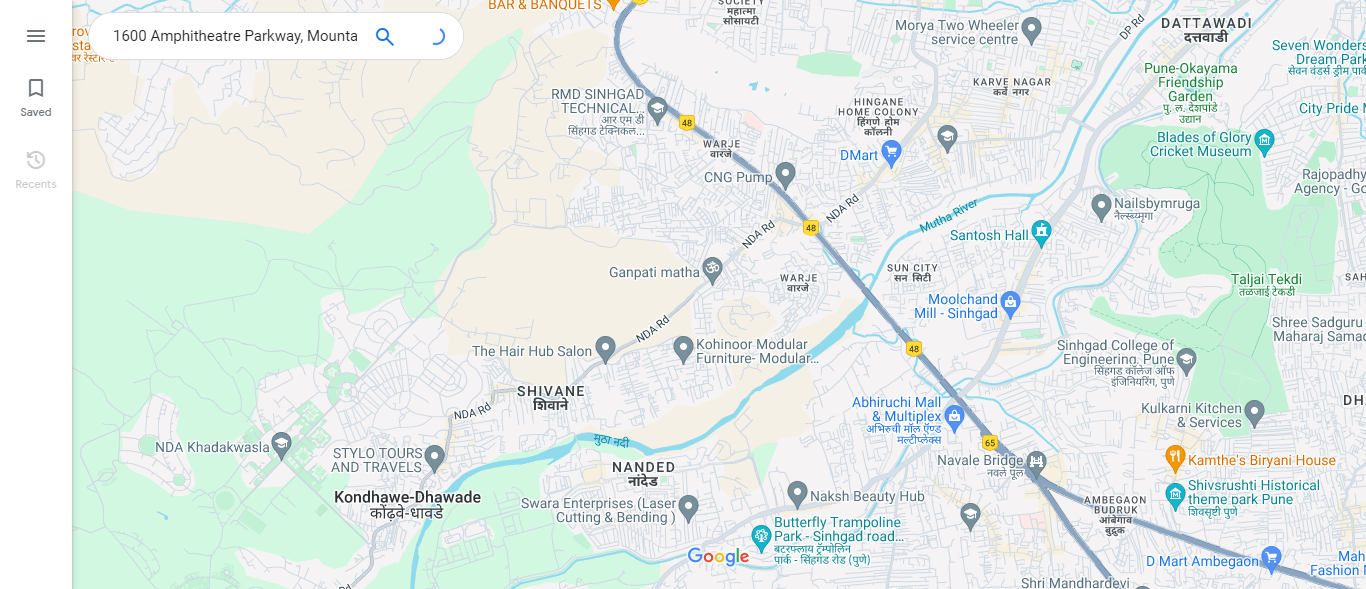 BAR & BANQUETS
SOCIETY
महात्मा
सोसायटी
1600 Amphitheatre Parkway, Mounta
Saved
Recents
Morya Two Wheeler
service centre
DP Rd
DATTAWADI
दत्तवाडी
Seven Wonders
Dream Park
सेवन वंडर्स ड्रीम पार्क
Pune-Okayama
Friendship
Garden
पु. ल. देशपांडे
उद्यान
KARVE NAGAR
कर्वे नगर
RMD SINHGAD
TECHNICAL...
आर एम डी
सिंहगड टेक्निकल...
48
HINGANE
HOME COLONY
हिंगणे होम
कॉलनी
City Pride M
Blades of Glory
Cricket Museum
WARJE
वारजे
DMart
CNG Pump
Rajopadhy
Agency - Go
NDA Rd
Mutha River
Nailsbymruga
नैल्स्ब्य्म्रुगा
48
NDA Rd
Santosh Hall
Ganpati matha
WARJE
वारजे
SUN CITY
सन सिटी
Taljai Tekdi
तळजाई टेकडी
SAH
Moolchand
Mill - Sinhgad
NDA Rd
Shree Sadguru
Maharaj Samad
The Hair Hub Salon
Kohinoor Modular
Furniture- Modular...
48
Sinhgad College of
Engineering, Pune
सिंहगड कॉलेज ऑफ
इंजिनियरिंग, पुणे
SHIVANE
शिवाने
NDA Rd
Abhiruchi Mall
& Multiplex
अभिरुची मॉल ऍण्ड
मल्टीप्लेक्स
DHA
Kulkarni Kitchen
& Services
NDA Khadakwasla
STYLO TOURS
AND TRAVELS
मुठा नदी
65
NANDED
नांदेड
Navale Bridge
नवले पूल
Kamthe's Biryani House
Kondhawe-Dhawade
कोंढ़वे-धावडे
Swara Enterprises (Laser
Cutting & Bending )
Naksh Beauty Hub
AMBEGAON
BUDRUK
आंबेगाव
बुद्रुक
Shivsrushti Historical
theme park Pune
शिवसृष्टी पुणे
Butterfly Trampoline
Park - Sinhgad road...
बटरफ्लाय ट्रॅम्पोलिन
पार्क - सिंहगड रोड (पुणे)
Google
D Mart Ambegaon
Mah
Fashion M
Shri Mandhardevi